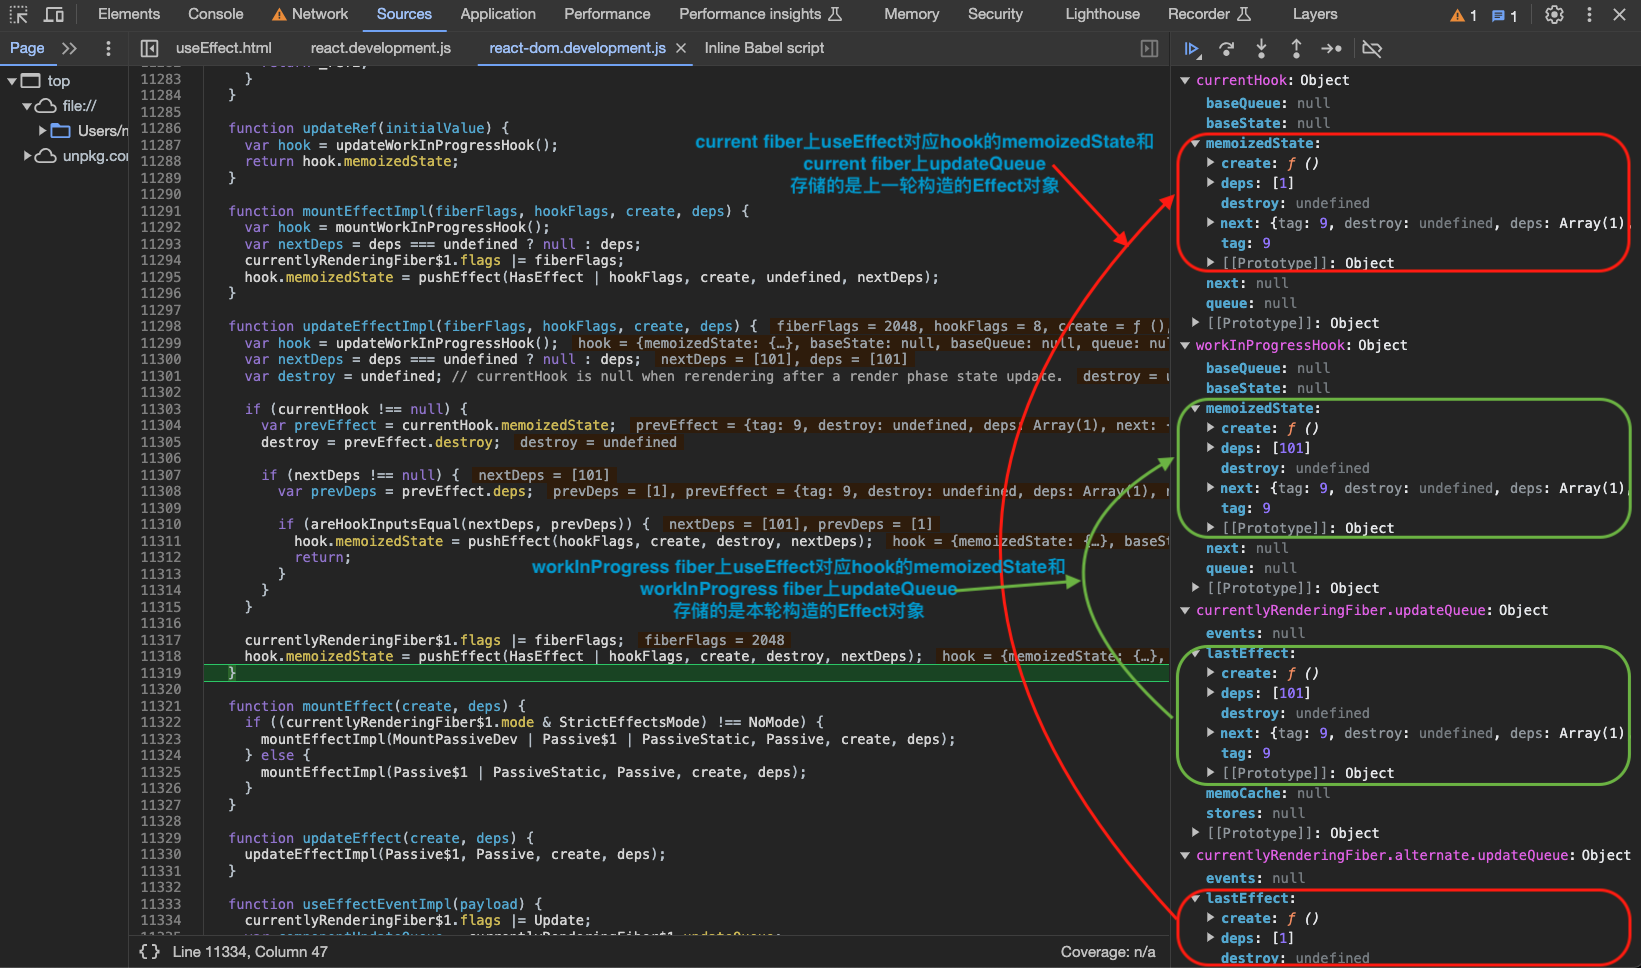 Elements Console Network Sources Application Performance Performance insights Memory Security Lighthouse Recorder Layers 1 1
Page useEffect.html react.development.js react-dom.development.js Inline Babel script
top
file://
Users/
unpkg.co
11283 }
11284 }
11285
11286 function updateRef(initialValue) {
11287 var hook = updateWorkInProgressHook();
11288 return hook.memoizedState;
11289 }
11290
11291 function mountEffectImpl(fiberFlags, hookFlags, create, deps) {
11292 var hook = mountWorkInProgressHook();
11293 var nextDeps = deps === undefined ? null : deps;
11294 currentlyRenderingFiber$1.flags |= fiberFlags;
11295 hook.memoizedState = pushEffect(HasEffect | hookFlags, create, undefined, nextDeps);
11296 }
11297
11298 function updateEffectImpl(fiberFlags, hookFlags, create, deps) { fiberFlags = 2048, hookFlags = 8, create = ƒ (),
11299 var hook = updateWorkInProgressHook(); hook = {memoizedState: {…}, baseState: null, baseQueue: null, queue: nu
11300 var nextDeps = deps === undefined ? null : deps; nextDeps = [101], deps = [101]
11301 var destroy = undefined; // currentHook is null when rerendering after a render phase state update. destroy =
11302
11303 if (currentHook !== null) {
11304 var prevEffect = currentHook.memoizedState; prevEffect = {tag: 9, destroy: undefined, deps: Array(1), next:
11305 destroy = prevEffect.destroy; destroy = undefined
11306
11307 if (nextDeps !== null) { nextDeps = [101]
11308 var prevDeps = prevEffect.deps; prevDeps = [1], prevEffect = {tag: 9, destroy: undefined, deps: Array(1),
11309
11310 if (areHookInputsEqual(nextDeps, prevDeps)) { nextDeps = [101], prevDeps = [1]
11311 hook.memoizedState = pushEffect(hookFlags, create, destroy, nextDeps); hook = {memoizedState: {…}, baseSt
11312 return;
11313 }
11314 }
11315 }
11316
11317 currentlyRenderingFiber$1.flags |= fiberFlags; fiberFlags = 2048
11318 hook.memoizedState = pushEffect(HasEffect | hookFlags, create, destroy, nextDeps); hook = {memoizedState: {…},
11319 }
11320
11321 function mountEffect(create, deps) {
11322 if ((currentlyRenderingFiber$1.mode & StrictEffectsMode) !== NoMode) {
11323 mountEffectImpl(MountPassiveDev | Passive$1 | PassiveStatic, Passive, create, deps);
11324 } else {
11325 mountEffectImpl(Passive$1 | PassiveStatic, Passive, create, deps);
11326 }
11327 }
11328
11329 function updateEffect(create, deps) {
11330 updateEffectImpl(Passive$1, Passive, create, deps);
11331 }
11332
11333 function useEffectEventImpl(payload) {
11334 currentlyRenderingFiber$1.flags |= Update;
current fiber上useEffect对应hook的memoizedState和
current fiber上updateQueue
存储的是上一轮构造的Effect对象
workInProgress fiber上useEffect对应hook的memoizedState和
workInProgress fiber上updateQueue
存储的是本轮构造的Effect对象
currentHook: Object
baseQueue: null
baseState: null
memoizedState:
create: ƒ ()
deps: [1]
destroy: undefined
next: {tag: 9, destroy: undefined, deps: Array(1),
tag: 9
[[Prototype]]: Object
next: null
queue: null
[[Prototype]]: Object
workInProgressHook: Object
baseQueue: null
baseState: null
memoizedState:
create: ƒ ()
deps: [101]
destroy: undefined
next: {tag: 9, destroy: undefined, deps: Array(1),
tag: 9
[[Prototype]]: Object
next: null
queue: null
[[Prototype]]: Object
currentlyRenderingFiber.updateQueue: Object
events: null
lastEffect:
create: ƒ ()
deps: [101]
destroy: undefined
next: {tag: 9, destroy: undefined, deps: Array(1)
tag: 9
[[Prototype]]: Object
memoCache: null
stores: null
[[Prototype]]: Object
currentlyRenderingFiber.alternate.updateQueue: Object
events: null
lastEffect:
create: ƒ ()
deps: [1]
destroy: undefined
{} Line 11334, Column 47 Coverage: n/a